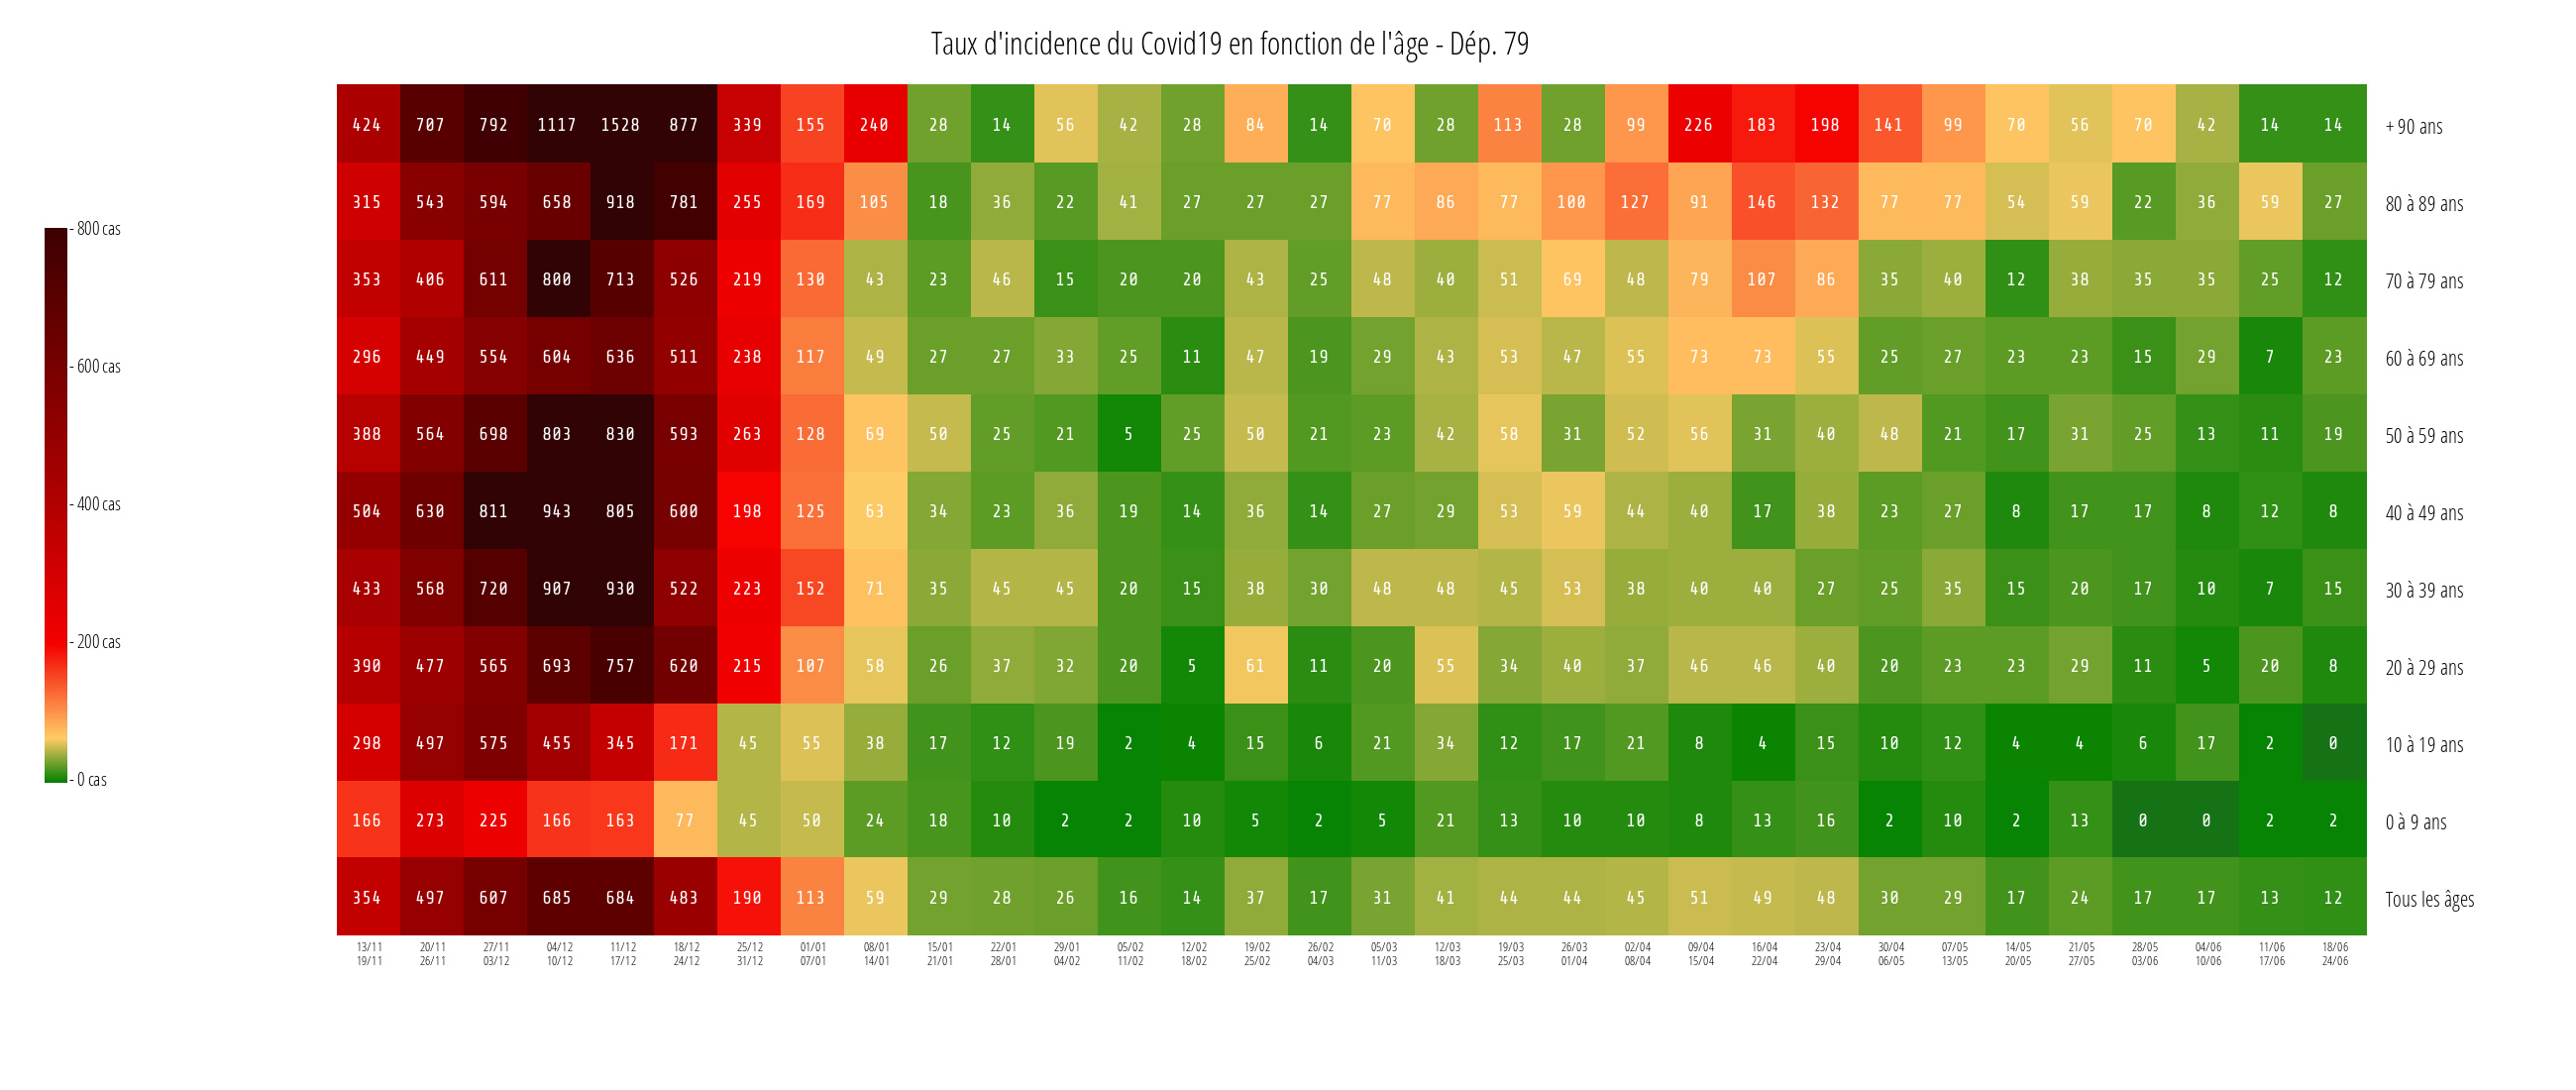 Taux d'incidence du Covid19 en fonction de l'âge - Dép. 79
- 800 cas
- 600 cas
- 400 cas
- 200 cas
- 0 cas
424 707 792 1117 1528 877 339 155 240 28 14 56 42 28 84 14 70 28 113 28 99 226 183 198 141 99 70 56 70 42 14 14 + 90 ans
315 543 594 658 918 781 255 169 105 18 36 22 41 27 27 27 77 86 77 100 127 91 146 132 77 77 54 59 22 36 59 27 80 à 89 ans
353 406 611 800 713 526 219 130 43 23 46 15 20 20 43 25 48 40 51 69 48 79 107 86 35 40 12 38 35 35 25 12 70 à 79 ans
296 449 554 604 636 511 238 117 49 27 27 33 25 11 47 19 29 43 53 47 55 73 73 55 25 27 23 23 15 29 7 23 60 à 69 ans
388 564 698 803 830 593 263 128 69 50 25 21 5 25 50 21 23 42 58 31 52 56 31 40 48 21 17 31 25 13 11 19 50 à 59 ans
504 630 811 943 805 600 198 125 63 34 23 36 19 14 36 14 27 29 53 59 44 40 17 38 23 27 8 17 17 8 12 8 40 à 49 ans
433 568 720 907 930 522 223 152 71 35 45 45 20 15 38 30 48 48 45 53 38 40 40 27 25 35 15 20 17 10 7 15 30 à 39 ans
390 477 565 693 757 620 215 107 58 26 37 32 20 5 61 11 20 55 34 40 37 46 46 40 20 23 23 29 11 5 20 8 20 à 29 ans
298 497 575 455 345 171 45 55 38 17 12 19 2 4 15 6 21 34 12 17 21 8 4 15 10 12 4 4 6 17 2 0 10 à 19 ans
166 273 225 166 163 77 45 50 24 18 10 2 2 10 5 2 5 21 13 10 10 8 13 16 2 10 2 13 0 0 2 2 0 à 9 ans
354 497 607 685 684 483 190 113 59 29 28 26 16 14 37 17 31 41 44 44 45 51 49 48 30 29 17 24 17 17 13 12 Tous les âges
13/11 20/11 27/11 04/12 11/12 18/12 25/12 01/01 08/01 15/01 22/01 29/01 05/02 12/02 19/02 26/02 05/03 12/03 19/03 26/03 02/04 09/04 16/04 23/04 30/04 07/05 14/05 21/05 28/05 04/06 11/06 18/06
19/11 26/11 03/12 10/12 17/12 24/12 31/12 07/01 14/01 21/01 28/01 04/02 11/02 18/02 25/02 04/03 11/03 18/03 25/03 01/04 08/04 15/04 22/04 29/04 06/05 13/05 20/05 27/05 03/06 10/06 17/06 24/06